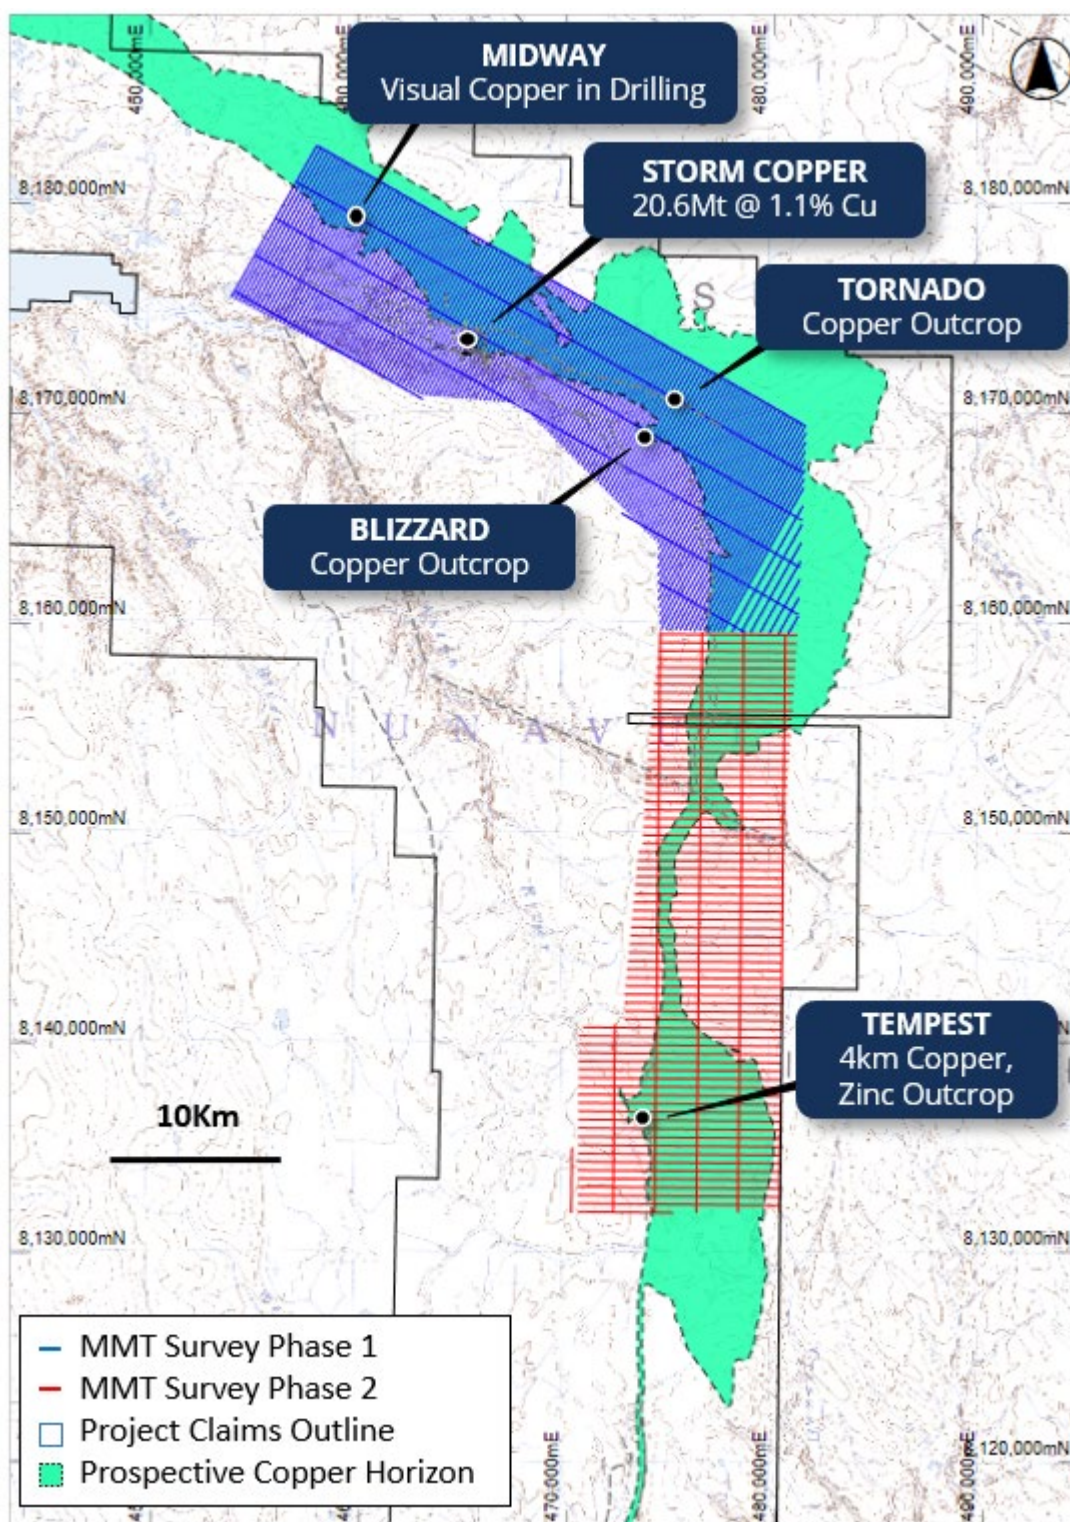 450,000mE
480,000mE
490,000mE
MIDWAY
Visual Copper in Drilling
STORM COPPER
20.6Mt @ 1.1% Cu
8,180,000mN
8,180,000mN
S
TORNADO
Copper Outcrop
8,170,000mN
8,170,000mN
BLIZZARD
Copper Outcrop
8,160,000mN
8,160,000mN
N U N A V
8,150,000mN
8,150,000mN
8,140,000mN
TEMPEST
4km Copper,
Zinc Outcrop
10Km
8,130,000mN
8,130,000mN
MMT Survey Phase 1
MMT Survey Phase 2
Project Claims Outline
Prospective Copper Horizon
8,120,000mN
470,000mE
480,000mE
490,000mE